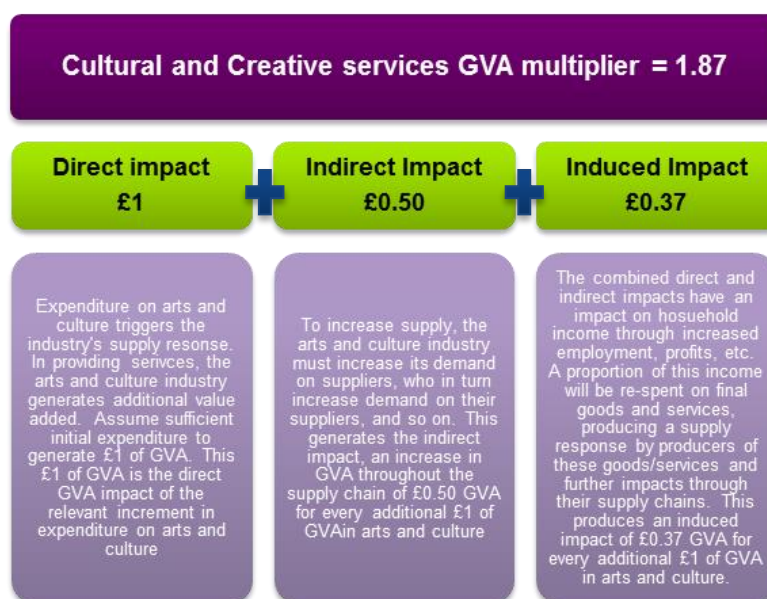 Cultural and Creative services GVA multiplier = 1.87
Direct impact
£1
Indirect Impact
£0.50
Induced Impact
£0.37
Expenditure on arts and
culture triggers the
industry's supply resonse.
In providing serivces, the
arts and culture industry
generates additional value
added. Assume sufficient
initial expenditure to
generate £1 of GVA. This
£1 of GVA is the direct
GVA impact of the
relevant increment in
expenditure on arts and
culture
To increase supply, the
arts and culture industry
must increase its demand
on suppliers, who in turn
increase demand on their
suppliers, and so on. This
generates the indirect
impact, an increase in
GVA throughout the
supply chain of £0.50 GVA
for every additional £1 of
GVAin arts and culture
The combined direct and
indirect impacts have an
impact on hosuehold
income through increased
employment, profits, etc.
A proportion of this income
will be re-spent on final
goods and services,
producing a supply
response by producers of
these goods/services and
further impacts through
their supply chains. This
produces an induced
impact of £0.37 GVA for
every additional £1 of GVA
in arts and culture.